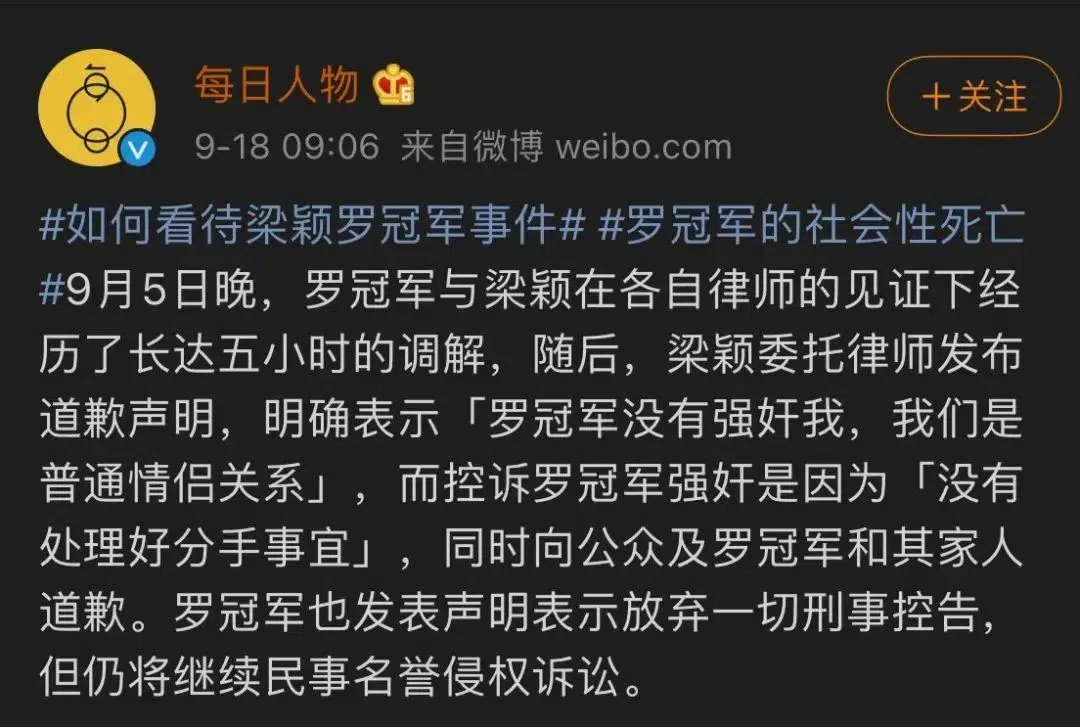 每日人物
6
+关注
9-18 09:06 来自微博 weibo.com
#如何看待梁颖罗冠军事件# #罗冠军的社会性死亡
#9月5日晚，罗冠军与梁颖在各自律师的见证下经
历了长达五小时的调解，随后，梁颖委托律师发布
道歉声明，明确表示「罗冠军没有强奸我，我们是
普通情侣关系」，而控诉罗冠军强奸是因为「没有
处理好分手事宜」，同时向公众及罗冠军和其家人
道歉。罗冠军也发表声明表示放弃一切刑事控告，
但仍将继续民事名誉侵权诉讼。